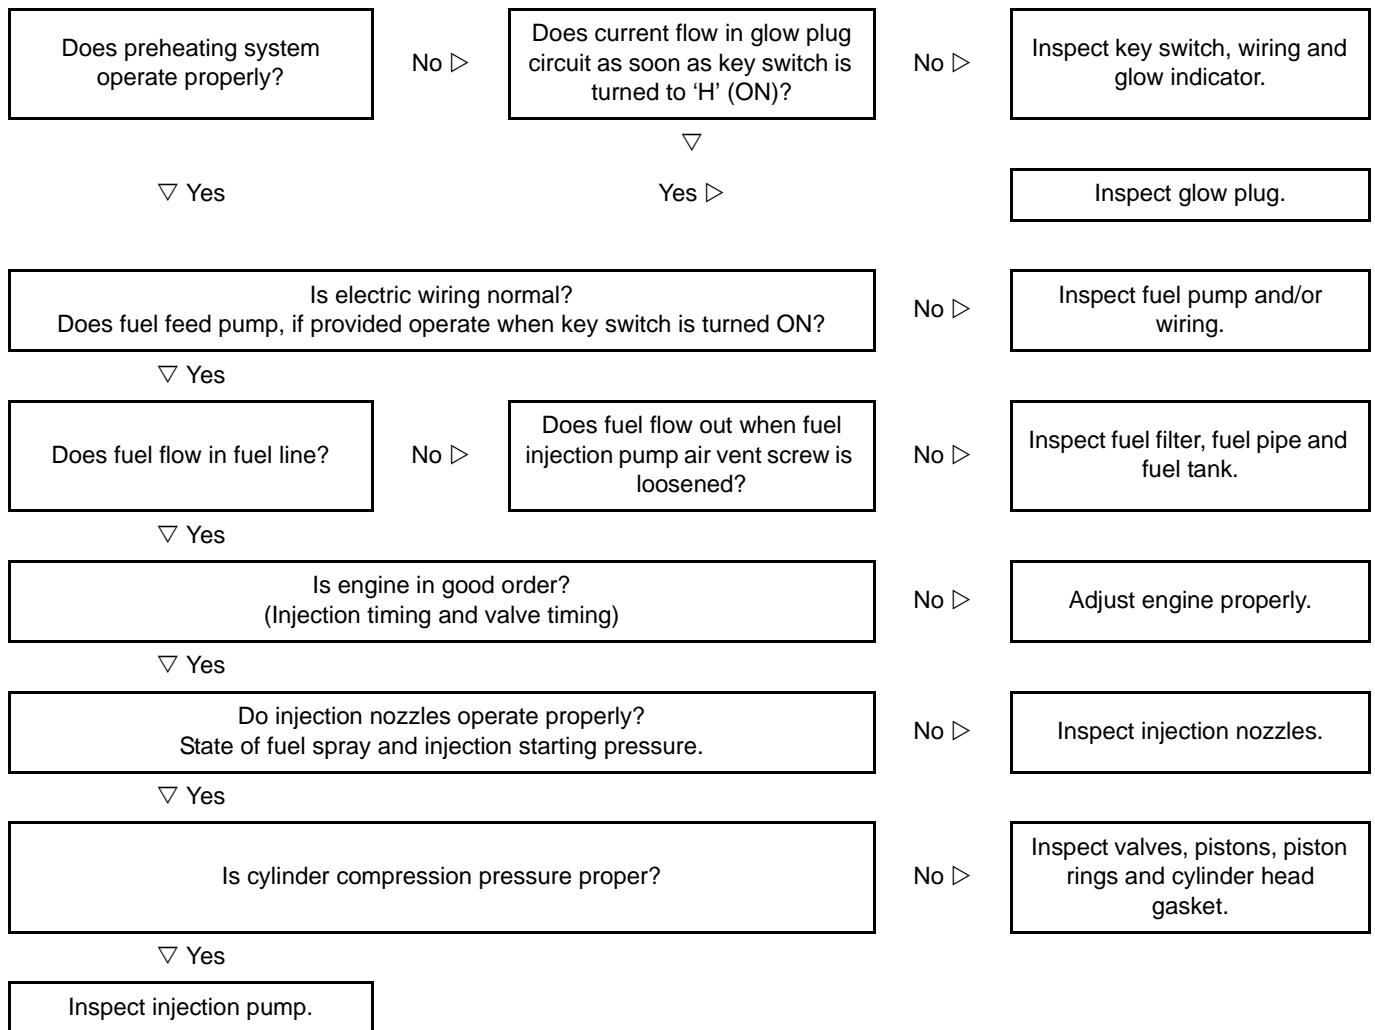 Does preheating system
operate properly?
No ▷
Does current flow in glow plug
circuit as soon as key switch is
turned to ‘H’ (ON)?
No ▷
Inspect key switch, wiring and
glow indicator.
▽
▽ Yes
Yes ▷
Inspect glow plug.
Is electric wiring normal?
Does fuel feed pump, if provided operate when key switch is turned ON?
No ▷
Inspect fuel pump and/or
wiring.
▽ Yes
Does fuel flow in fuel line?
No ▷
Does fuel flow out when fuel
injection pump air vent screw is
loosened?
No ▷
Inspect fuel filter, fuel pipe and
fuel tank.
▽ Yes
Is engine in good order?
(Injection timing and valve timing)
No ▷
Adjust engine properly.
▽ Yes
Do injection nozzles operate properly?
State of fuel spray and injection starting pressure.
No ▷
Inspect injection nozzles.
▽ Yes
Is cylinder compression pressure proper?
No ▷
Inspect valves, pistons, piston
rings and cylinder head
gasket.
▽ Yes
Inspect injection pump.